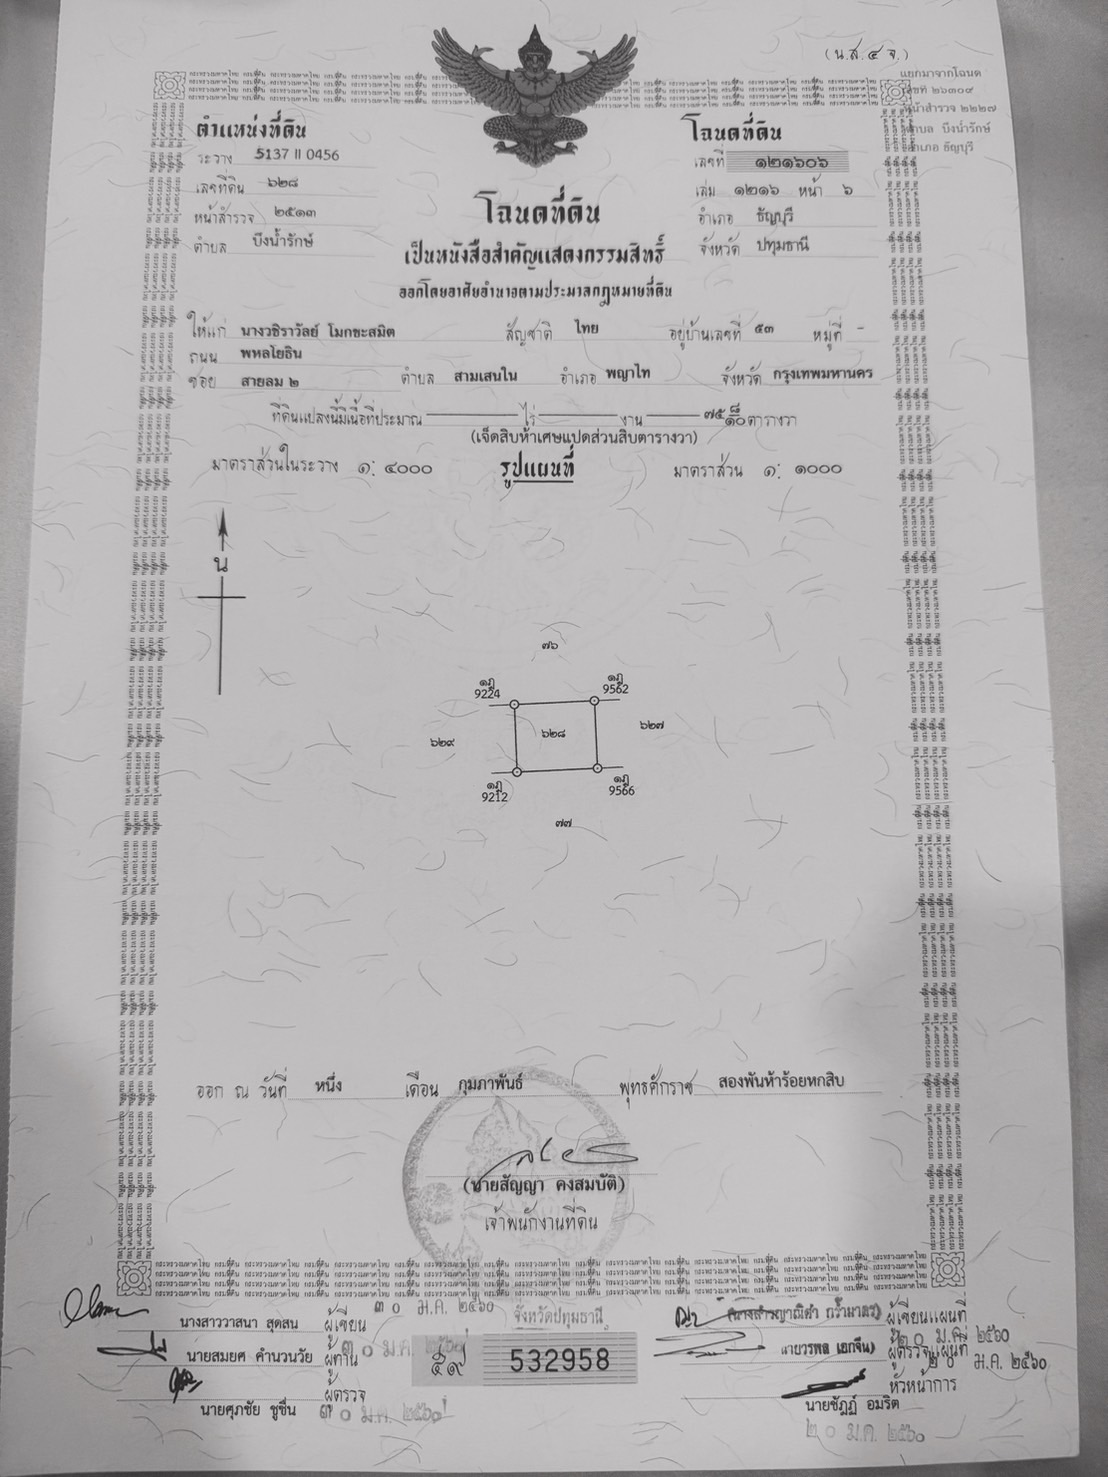 (น.ส.๔ จ.)
แยกมาจากโฉนด
เลขที่ ๒๖๓๐๙
หน้าสำรวจ ๒๒๒๗
ตำบล บึงน้ำรักษ์
อำเภอ ธัญบุรี
ตำแหน่งที่ดิน
ระวาง 5137 II 0456
เลขที่ดิน ๖๒๘
หน้าสำรวจ ๒๕๑๓
ตำบล บึงน้ำรักษ์
โฉนดที่ดิน
เลขที่ ๑๒๑๖๐๖
เล่ม ๑๒๑๖ หน้า ๖
อำเภอ ธัญบุรี
จังหวัด ปทุมธานี
โฉนดที่ดิน
เป็นหนังสือสำคัญแสดงกรรมสิทธิ์
ออกโดยอาศัยอำนาจตามประมวลกฎหมายที่ดิน
ให้แก่ นางวชิราวัลย์ โมกขะสมิต สัญชาติ ไทย อยู่บ้านเลขที่ ๕๓ หมู่ที่ -
ถนน พหลโยธิน
ซอย สายลม ๒ ตำบล สามเสนใน อำเภอ พญาไท จังหวัด กรุงเทพมหานคร
ที่ดินแปลงนี้มีเนื้อที่ประมาณ ไร่ งาน ๗๕ ๘/๑๐ ตารางวา
(เจ็ดสิบห้าเศษแปดส่วนสิบตารางวา)
มาตราส่วนในระวาง ๑: ๔๐๐๐ รูปแผนที่ มาตราส่วน ๑: ๑๐๐๐
น
๗๖
๑ฎ
9224
๑ฎ
9562
๖๒๙
๖๒๘
๖๒๗
๑ฎ
9212
๑ฎ
9566
๗๗
ออก ณ วันที่ หนึ่ง เดือน กุมภาพันธ์ พุทธศักราช สองพันห้าร้อยหกสิบ
(นายสัญญา คงสมบัติ)
เจ้าพนักงานที่ดิน
๓๐ ม.ค. ๒๕๖๐
นางสาววาสนา สุดสน ผู้เขียน
๓๐ ม.ค. ๒๕๖๐
นายสมยศ คำนวนวัย ผู้ทาน
ผู้ตรวจ
นายศุภชัย ชูชื่น ๓๐ ม.ค. ๒๕๖๐
จังหวัดปทุมธานี
๕๙ 532958
ผู้เขียนแผนที่
๒๐ ม.ค. ๒๕๖๐
(นายวรพล เอกจีน) ผู้ตรวจแผนที่
๒๐ ม.ค. ๒๕๖๐
หัวหน้าการ
นายชัฎฏ์ อมริต
๒๐ ม.ค. ๒๕๖๐